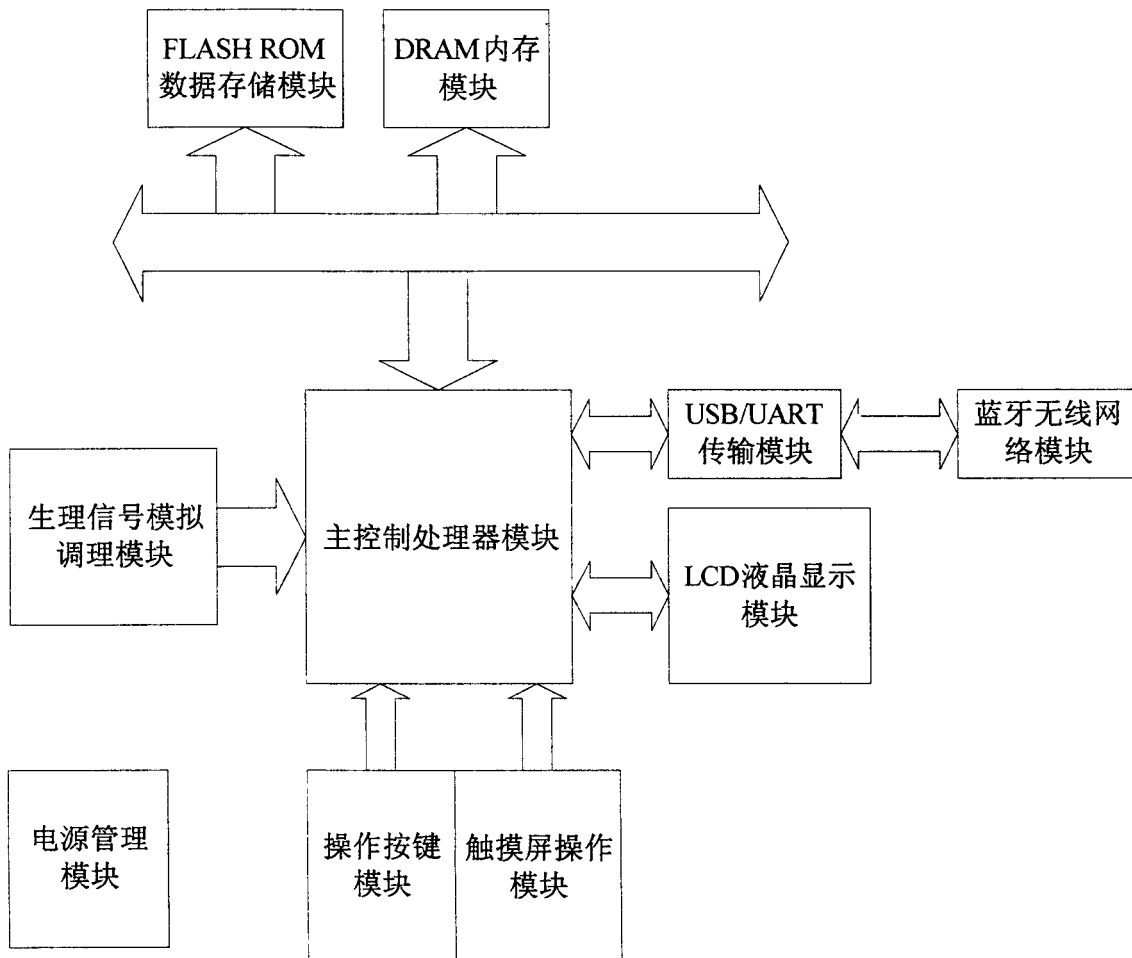 FLASH ROM
数据存储模块
DRAM内存
模块
USB/UART
传输模块
蓝牙无线网
络模块
生理信号模拟
调理模块
主控制处理器模块
LCD液晶显示
模块
电源管理
模块
操作按键
模块
触摸屏操作
模块